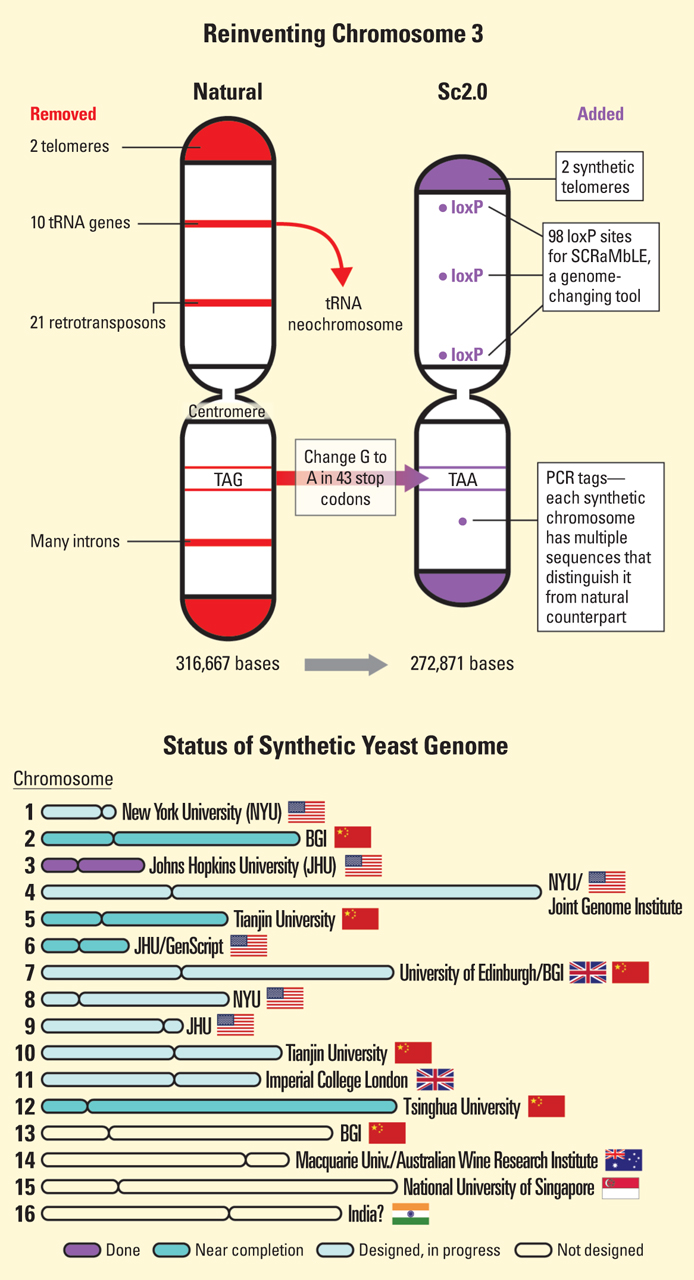 Reinventing Chromosome 3
Natural
Sc2.0
Removed
Added
2 telomeres
10 tRNA genes
21 retrotransposons
tRNA
neochromosome
2 synthetic
telomeres
loxP
loxP
loxP
98 loxP sites
for SCRaMbLE,
a genome-
changing tool
Centromere
TAG
Change G to
A in 43 stop
codons
TAA
Many introns
PCR tags—
each synthetic
chromosome
has multiple
sequences that
distinguish it
from natural
counterpart
316,667 bases
272,871 bases
Status of Synthetic Yeast Genome
Chromosome
1 New York University (NYU)
2 BGI
3 Johns Hopkins University (JHU)
4 NYU/
Joint Genome Institute
5 Tianjin University
6 JHU/GenScript
7 University of Edinburgh/BGI
8 NYU
9 JHU
10 Tianjin University
11 Imperial College London
12 Tsinghua University
13 BGI
14 Macquarie Univ./Australian Wine Research Institute
15 National University of Singapore
16 India?
Done Near completion Designed, in progress Not designed